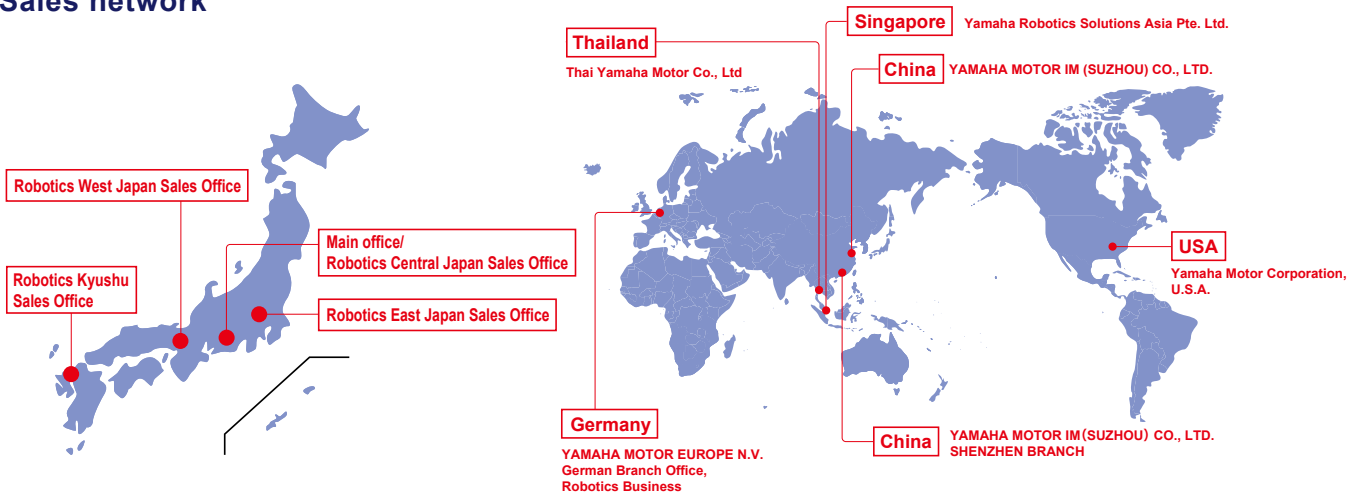 Sales network
Robotics West Japan Sales Office
Robotics Kyushu
Sales Office
Main office/
Robotics Central Japan Sales Office
Robotics East Japan Sales Office
Thailand
Thai Yamaha Motor Co., Ltd
Singapore
Yamaha Robotics Solutions Asia Pte. Ltd.
China
YAMAHA MOTOR IM (SUZHOU) CO., LTD.
USA
Yamaha Motor Corporation,
U.S.A.
Germany
YAMAHA MOTOR EUROPE N.V.
German Branch Office,
Robotics Business
China
YAMAHA MOTOR IM(SUZHOU) CO., LTD.
SHENZHEN BRANCH